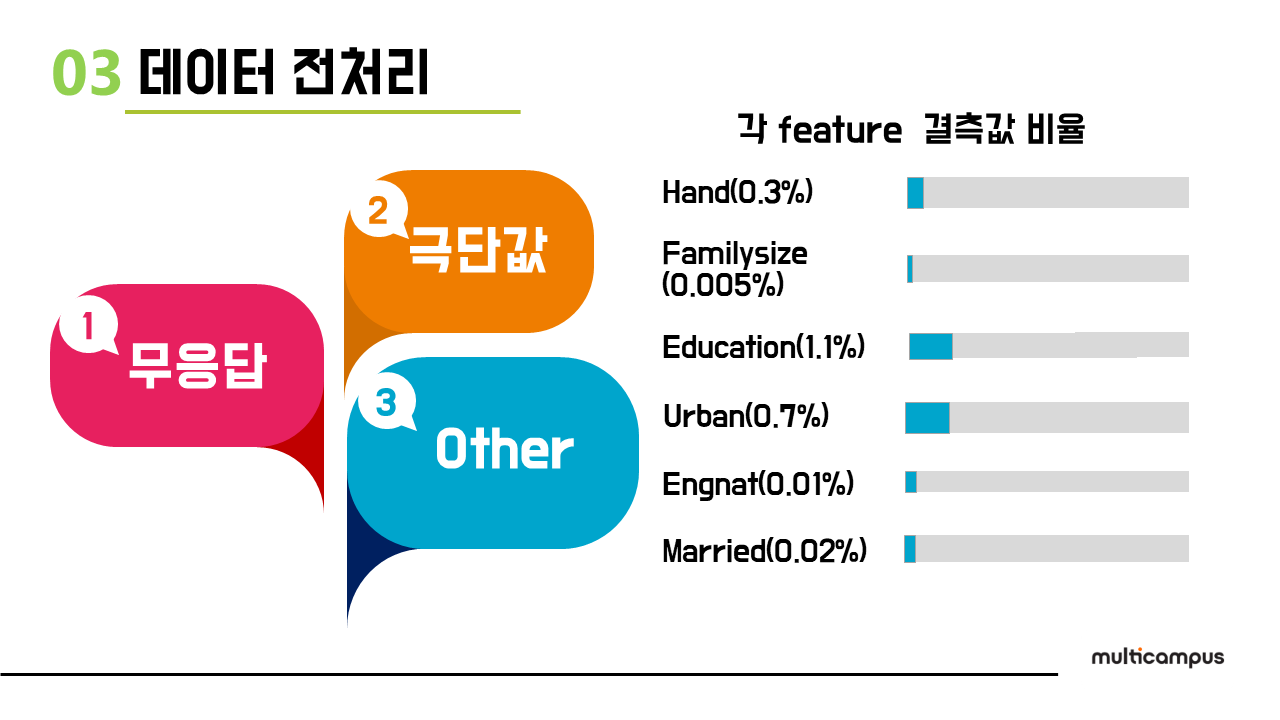 03 데이터 전처리
각 feature 결측값 비율
1
무응답
2
극단값
3
Other
Hand(0.3%)
Familysize
(0.005%)
Education(1.1%)
Urban(0.7%)
Engnat(0.01%)
Married(0.02%)
multicampus